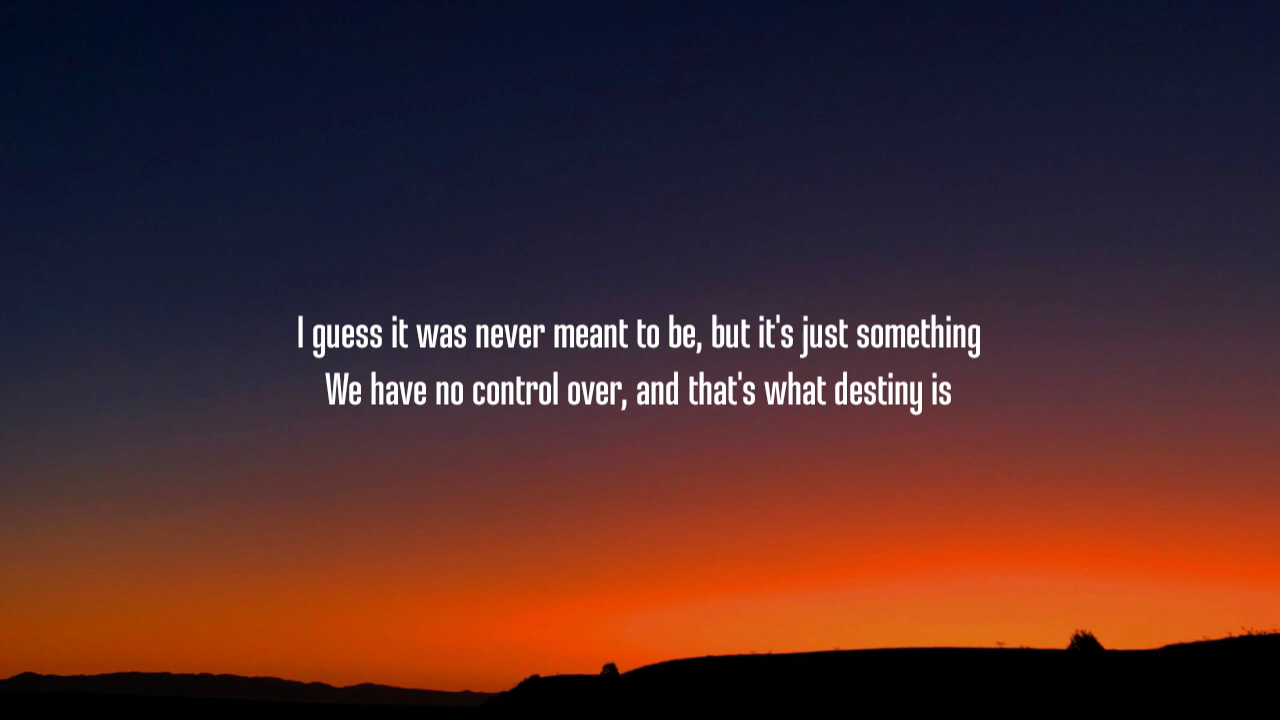 I guess it was never meant to be, but it's just something
We have no control over, and that's what destiny is